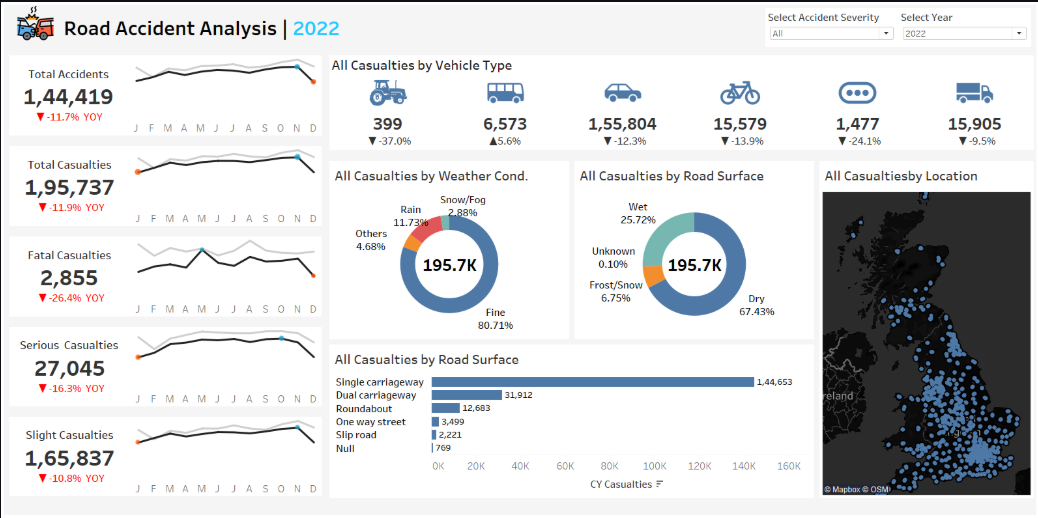 Road Accident Analysis | 2022
Select Accident Severity
All
Select Year
2022
Total Accidents
1,44,419
▼-11.7% YOY
J F M A M J J A S O N D
Total Casualties
1,95,737
▼-11.9% YOY
J F M A M J J A S O N D
Fatal Casualties
2,855
▼-26.4% YOY
J F M A M J J A S O N D
Serious Casualties
27,045
▼-16.3% YOY
J F M A M J J A S O N D
Slight Casualties
1,65,837
▼-10.8% YOY
J F M A M J J A S O N D
All Casualties by Vehicle Type
399
▼-37.0%
6,573
▲5.6%
1,55,804
▼-12.3%
15,579
▼-13.9%
1,477
▼-24.1%
15,905
▼-9.5%
All Casualties by Weather Cond.
Snow/Fog
2.88%
Rain
11.73%
Others
4.68%
195.7K
Fine
80.71%
All Casualties by Road Surface
Wet
25.72%
Unknown
0.10%
Frost/Snow
6.75%
195.7K
Dry
67.43%
All Casualties by Road Surface
Single carriageway 1,44,653
Dual carriageway 31,912
Roundabout 12,683
One way street 3,499
Slip road 2,221
Null 769
0K 20K 40K 60K 80K 100K 120K 140K 160K
CY Casualties
All Casualtiesby Location
reland
© Mapbox © OSM